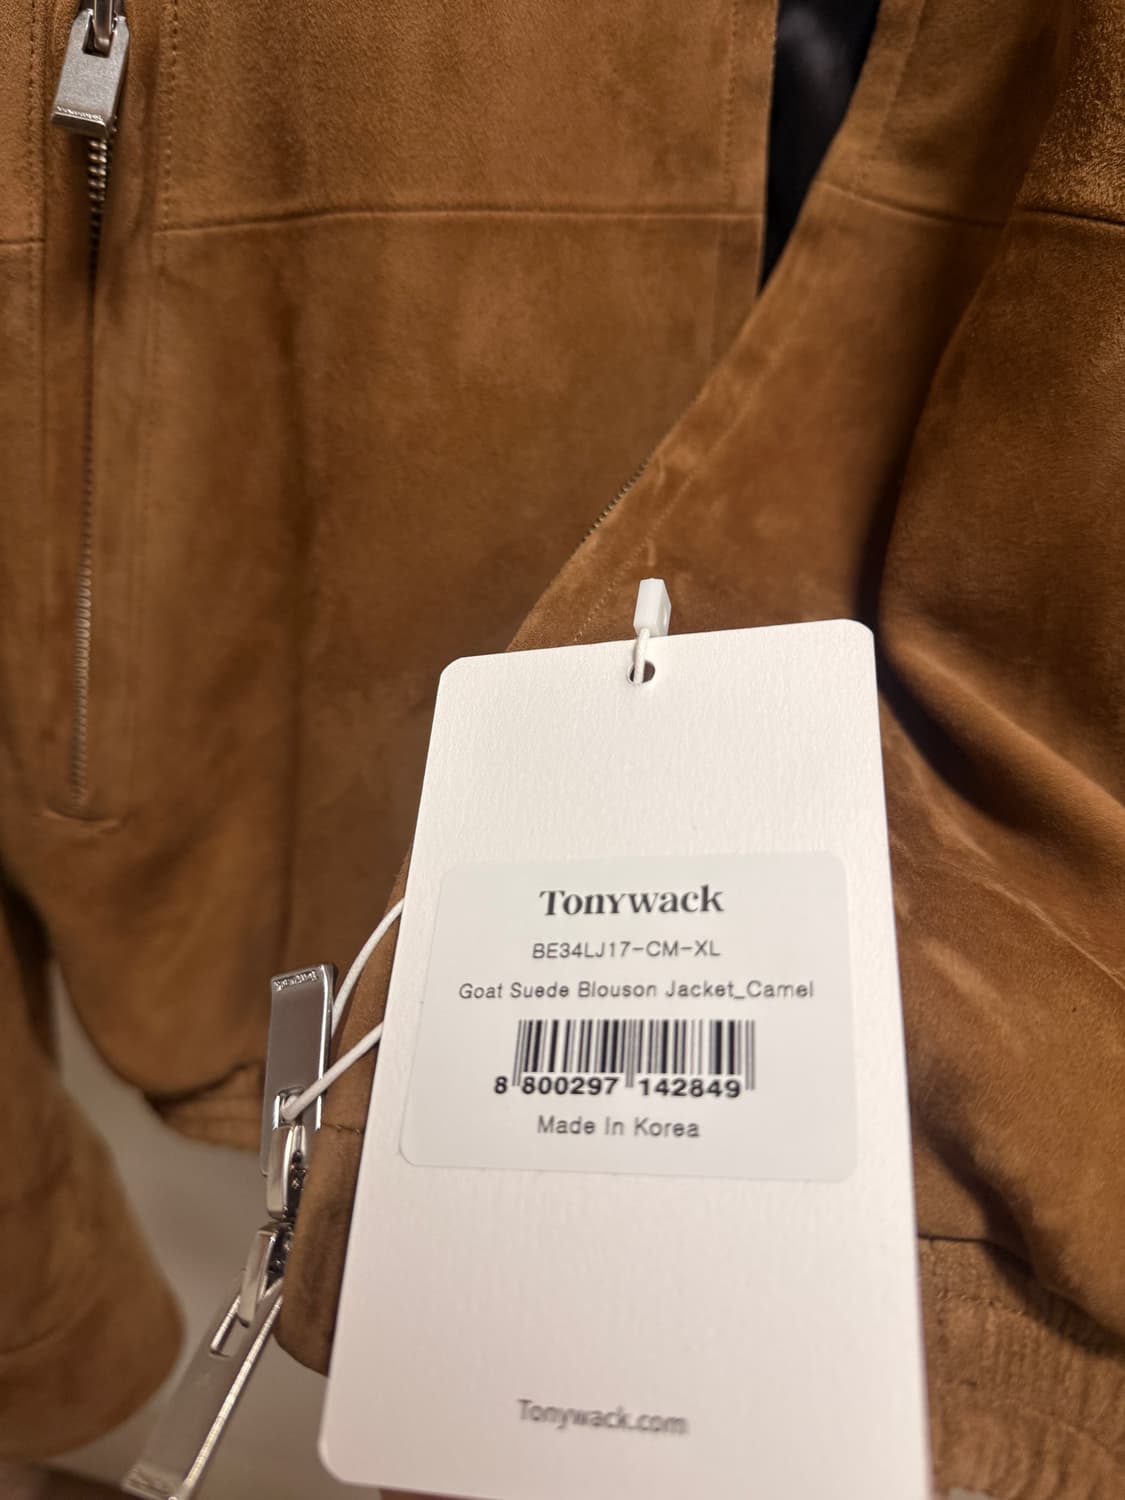 Tonywack
BE34LJ17-CM-XL
Goat Suede Blouson Jacket_Camel
8 800297 142849
Made In Korea
Tonywack.com